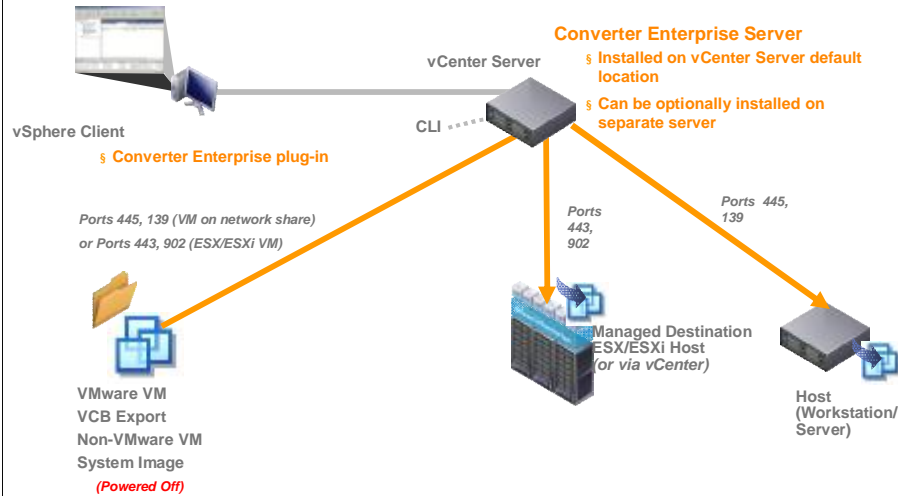 Converter Enterprise Server
§ Installed on vCenter Server default
location
§ Can be optionally installed on
separate server
vCenter Server
CLI
vSphere Client
§ Converter Enterprise plug-in
Ports 445, 139 (VM on network share)
or Ports 443, 902 (ESX/ESXi VM)
Ports
443,
902
Ports 445,
139
Managed Destination
ESX/ESXi Host
(or via vCenter)
Host
(Workstation/
Server)
VMware VM
VCB Export
Non-VMware VM
System Image
(Powered Off)